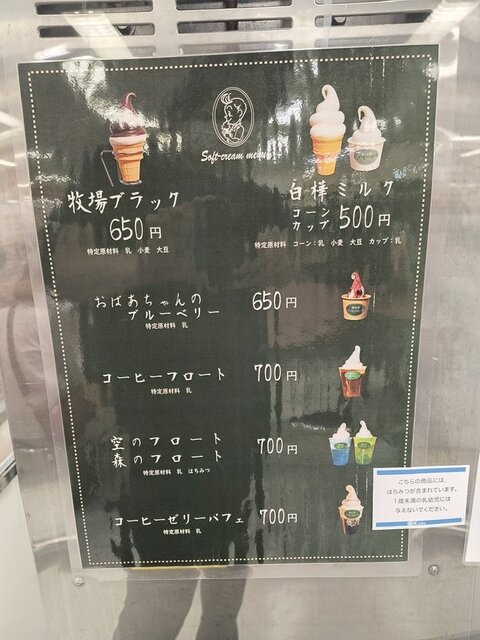 Soft-cream menu
牧場ブラック
650円
特定原材料 乳 小麦 大豆
白樺ミルク
コーン
カップ 500円
特定原材料 コーン：乳 小麦 大豆 カップ：乳
おばあちゃんの
ブルーベリー
特定原材料 乳
650円
コーヒーフロート
特定原材料 乳
700円
空のフロート
森のフロート
特定原材料 乳 はちみつ
700円
コーヒーゼリーパフェ
特定原材料 乳
700円
こちらの商品には、
はちみつが含まれています。
1歳未満の乳幼児には
与えないでください。